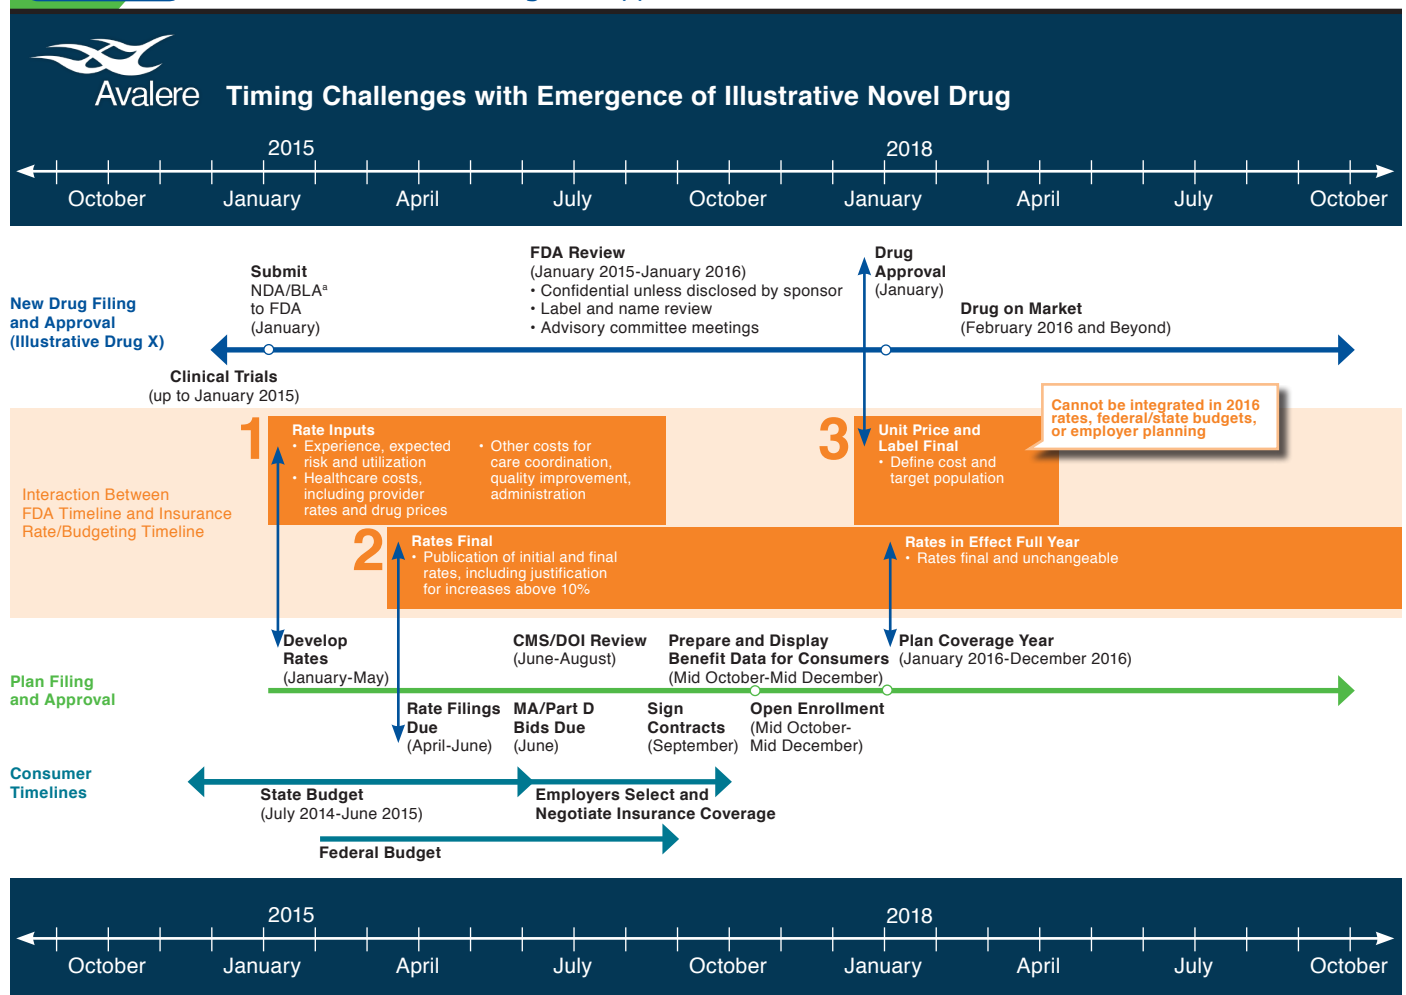 Avalere
Timing Challenges with Emergence of Illustrative Novel Drug
2015 2018
October January April July October January April July October
New Drug Filing
and Approval
(Illustrative Drug X)
Submit
NDA/BLAa
to FDA
(January)
FDA Review
(January 2015-January 2016)
• Confidential unless disclosed by sponsor
• Label and name review
• Advisory committee meetings
Drug
Approval
(January)
Drug on Market
(February 2016 and Beyond)
Clinical Trials
(up to January 2015)
Interaction Between
FDA Timeline and Insurance
Rate/Budgeting Timeline
1
Rate Inputs
• Experience, expected
risk and utilization
• Healthcare costs,
including provider
rates and drug prices
• Other costs for
care coordination,
quality improvement,
administration
3
Unit Price and
Label Final
• Define cost and
target population
Cannot be integrated in 2016
rates, federal/state budgets,
or employer planning
2
Rates Final
• Publication of initial and final
rates, including justification
for increases above 10%
Rates in Effect Full Year
• Rates final and unchangeable
Plan Filing
and Approval
Develop
Rates
(January-May)
CMS/DOI Review
(June-August)
Prepare and Display
Benefit Data for Consumers
(Mid October-Mid December)
Plan Coverage Year
(January 2016-December 2016)
Rate Filings
Due
(April-June)
MA/Part D
Bids Due
(June)
Sign
Contracts
(September)
Open Enrollment
(Mid October-
Mid December)
Consumer
Timelines
State Budget
(July 2014-June 2015)
Employers Select and
Negotiate Insurance Coverage
Federal Budget
2015 2018
October January April July October January April July October